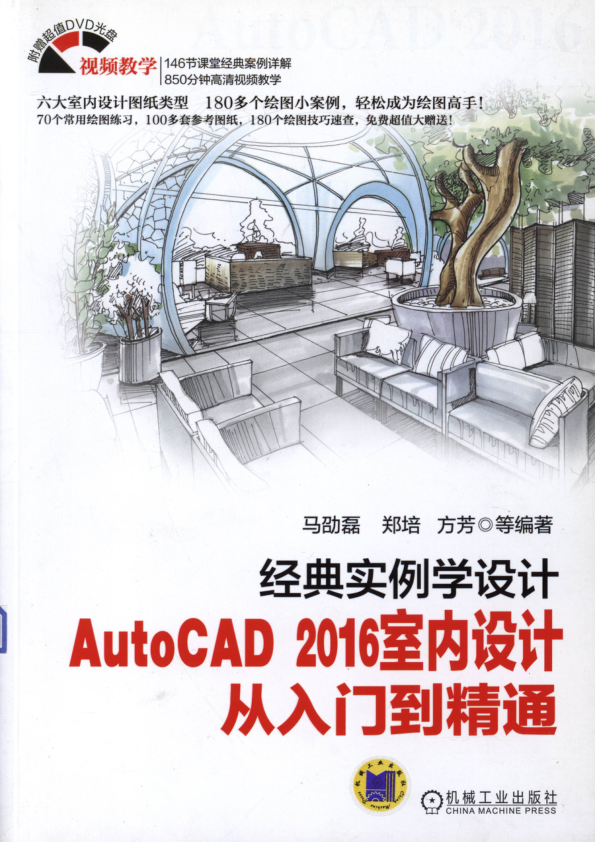 AutoCAD 2016
附赠超值DVD光盘
视频教学
146节课堂经典案例详解
850分钟高清视频教学
六大室内设计图纸类型 180多个绘图小案例，轻松成为绘图高手！
70个常用绘图练习，100多套参考图纸，180个绘图技巧速查，免费超值大赠送！
马劭磊 郑培 方芳◎等编著
经典实例学设计
AutoCAD 2016室内设计
从入门到精通
机械工业出版社
CHINA MACHINE PRESS